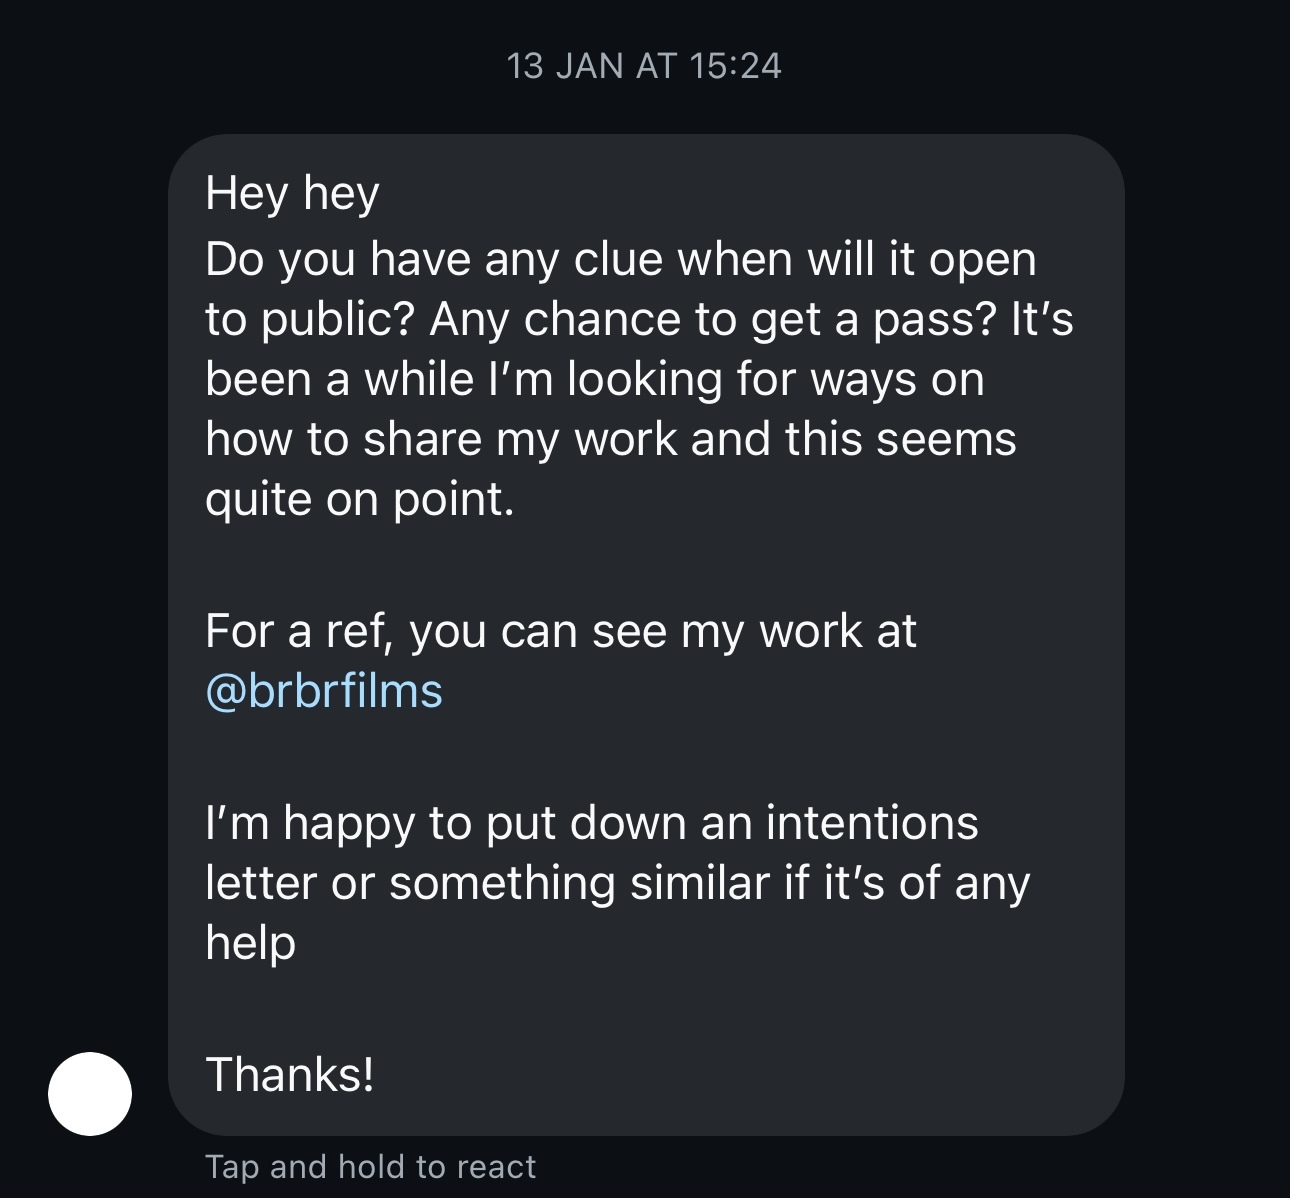 13 JAN AT 15:24
Hey hey
Do you have any clue when will it open
to public? Any chance to get a pass? It’s
been a while I’m looking for ways on
how to share my work and this seems
quite on point.
For a ref, you can see my work at
@brbrfilms
I’m happy to put down an intentions
letter or something similar if it’s of any
help
Thanks!
Tap and hold to react